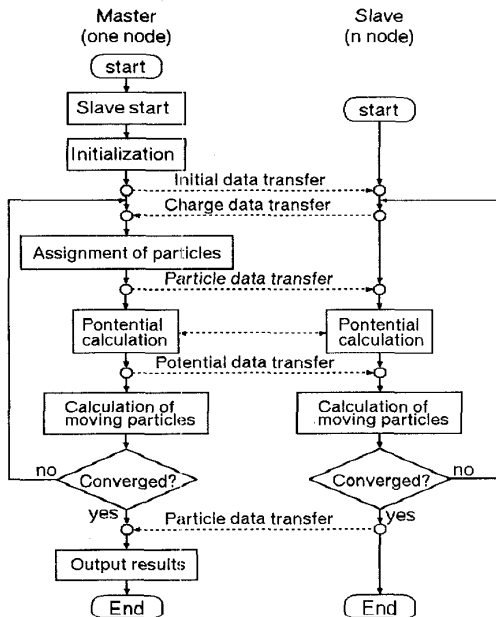 Master
(one node)
Slave
(n node)
start
Slave start
start
Initialization
Initial data transfer
Charge data transfer
Assignment of particles
Particle data transfer
Pontential
calculation
Pontential
calculation
Potential data transfer
Calculation of
moving particles
Calculation of
moving particles
no
Converged?
Converged?
no
yes
Particle data transfer
yes
Output results
End
End